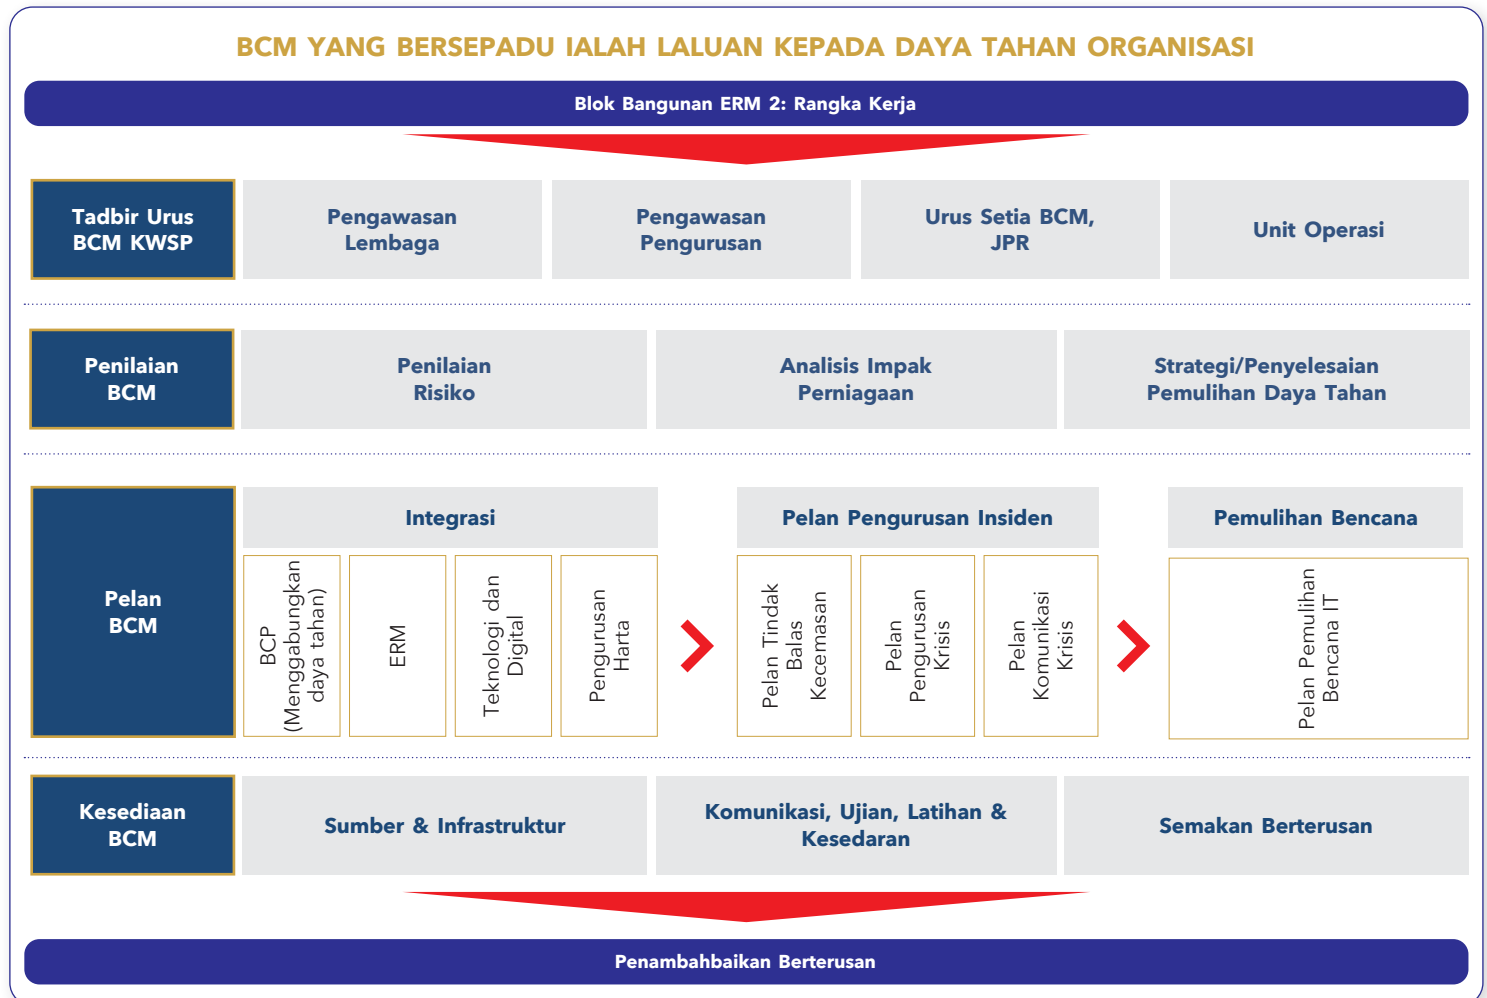 BCM YANG BERSEPADU IALAH LALUAN KEPADA DAYA TAHAN ORGANISASI
Blok Bangunan ERM 2: Rangka Kerja
Tadbir Urus
BCM KWSP
Pengawasan
Lembaga
Pengawasan
Pengurusan
Urus Setia BCM,
JPR
Unit Operasi
Penilaian
BCM
Penilaian
Risiko
Analisis Impak
Perniagaan
Strategi/Penyelesaian
Pemulihan Daya Tahan
Pelan
BCM
Integrasi
BCP
(Menggabungkan
daya tahan)
ERM
Teknologi dan
Digital
Pengurusan
Harta
Pelan Pengurusan Insiden
Pelan Tindak
Balas
Kecemasan
Pelan
Pengurusan
Krisis
Pelan
Komunikasi
Krisis
Pemulihan Bencana
Pelan Pemulihan
Bencana IT
Kesediaan
BCM
Sumber & Infrastruktur
Komunikasi, Ujian, Latihan &
Kesedaran
Semakan Berterusan
Penambahbaikan Berterusan